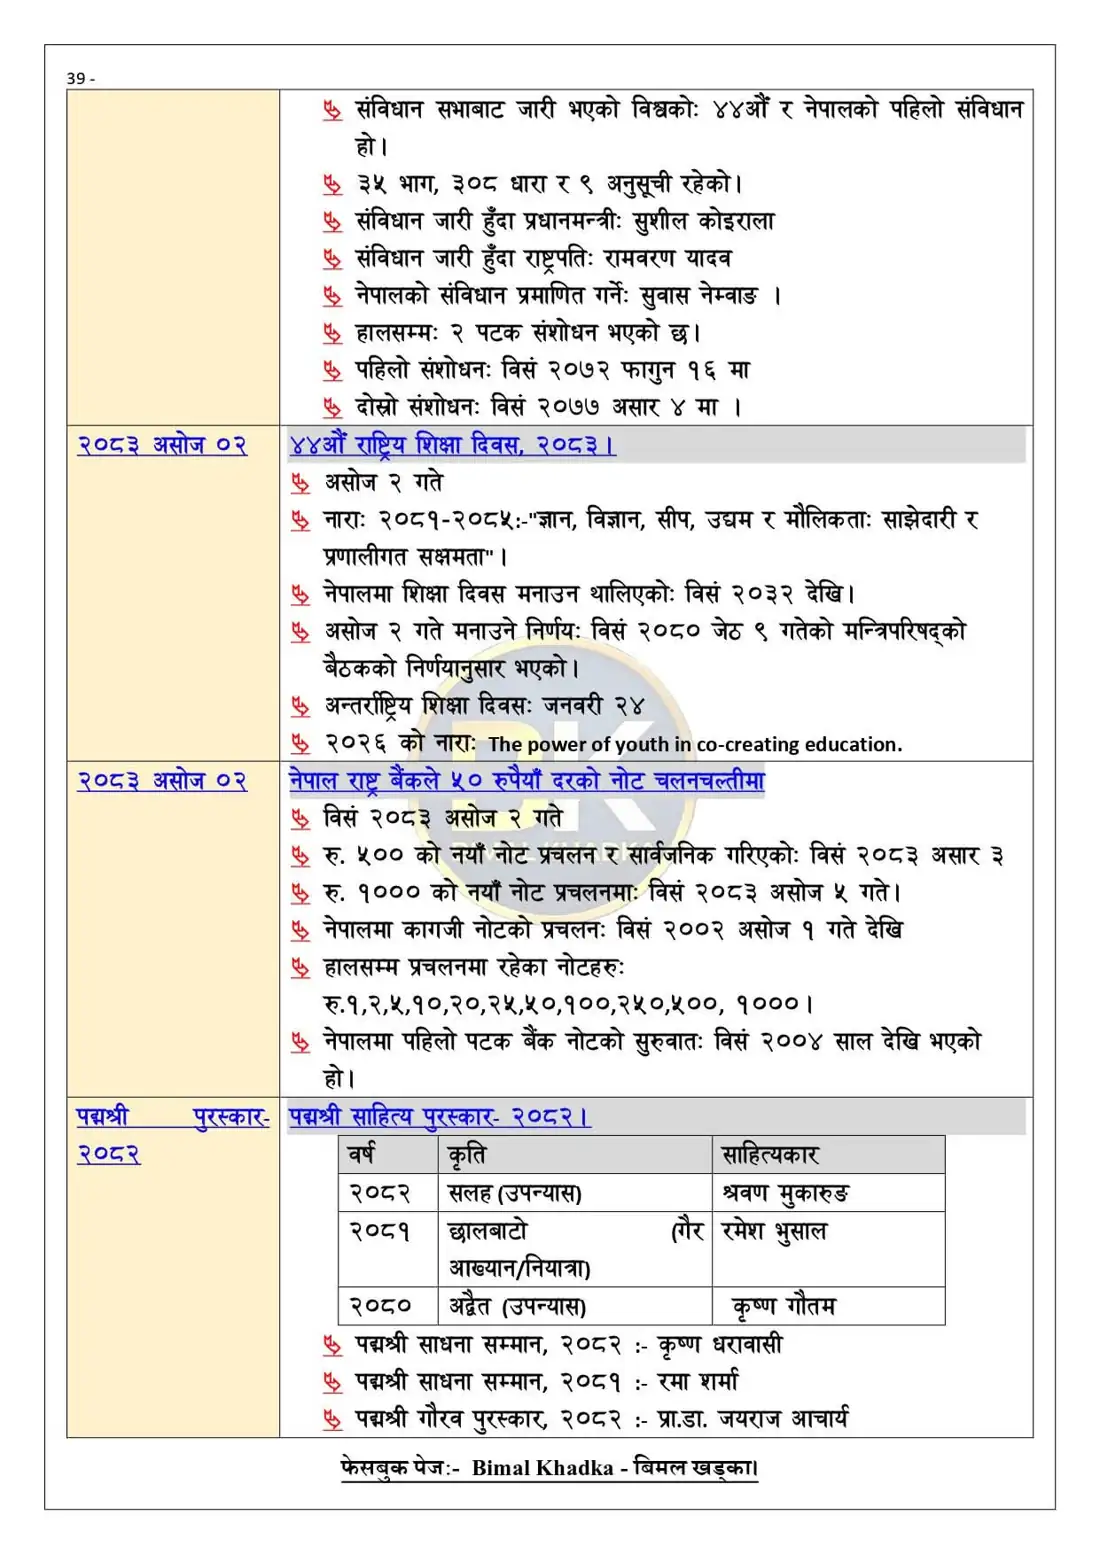 39 -
संविधान सभाबाट जारी भएको विश्वकोः ४४औं र नेपालको पहिलो संविधान
हो।
३५ भाग, ३०८ धारा र ९ अनुसूची रहेको।
संविधान जारी हुँदा प्रधानमन्त्रीः सुशील कोइराला
संविधान जारी हुँदा राष्ट्रपतिः रामवरण यादव
नेपालको संविधान प्रमाणित गर्नेः सुवास नेम्वाङ ।
हालसम्मः २ पटक संशोधन भएको छ।
पहिलो संशोधनः विसं २०७२ फागुन १६ मा
दोस्रो संशोधनः विसं २०७७ असार ४ मा ।
२०८३ असोज ०२
४४औं राष्ट्रिय शिक्षा दिवस, २०८३।
असोज २ गते
नाराः २०८१-२०८५:-"ज्ञान, विज्ञान, सीप, उद्यम र मौलिकताः साझेदारी र
प्रणालीगत सक्षमता"।
नेपालमा शिक्षा दिवस मनाउन थालिएकोः विसं २०३२ देखि।
असोज २ गते मनाउने निर्णयः विसं २०८० जेठ ९ गतेको मन्त्रिपरिषद्को
बैठकको निर्णयानुसार भएको।
अन्तर्राष्ट्रिय शिक्षा दिवसः जनवरी २४
२०२६ को नाराः The power of youth in co-creating education.
२०८३ असोज ०२
नेपाल राष्ट्र बैंकले ५० रुपैयाँ दरको नोट चलनचल्तीमा
विसं २०८३ असोज २ गते
रु. ५०० को नयाँ नोट प्रचलन र सार्वजनिक गरिएकोः विसं २०८३ असार ३
रु. १००० को नयाँ नोट प्रचलनमाः विसं २०८३ असोज ५ गते।
नेपालमा कागजी नोटको प्रचलनः विसं २००२ असोज १ गते देखि
हालसम्म प्रचलनमा रहेका नोटहरुः
रु.१,२,५,१०,२०,२५,५०,१००,२५०,५००, १०००।
नेपालमा पहिलो पटक बैंक नोटको सुरुवातः विसं २००४ साल देखि भएको
हो।
पद्मश्री पुरस्कार-
२०८२
पद्मश्री साहित्य पुरस्कार- २०८२।
वर्ष कृति साहित्यकार
२०८२ सलह (उपन्यास) श्रवण मुकारुङ
२०८१ छालबाटो (गैर रमेश भुसाल
आख्यान/नियात्रा)
२०८० अद्वैत (उपन्यास) कृष्ण गौतम
पद्मश्री साधना सम्मान, २०८२ :- कृष्ण धरावासी
पद्मश्री साधना सम्मान, २०८१ :- रमा शर्मा
पद्मश्री गौरव पुरस्कार, २०८२ :- प्रा.डा. जयराज आचार्य
फेसबुक पेज:- Bimal Khadka - बिमल खड्का।
BK
BIMAL KHADKA